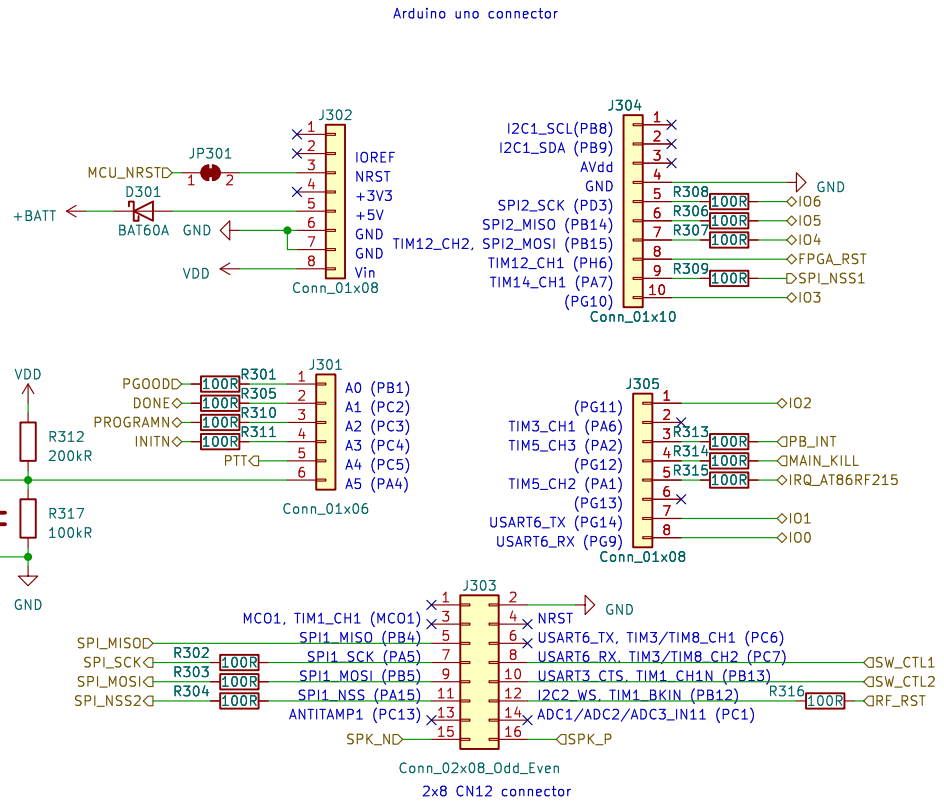 Arduino uno connector
J302
1
2
3
4
5
6
7
8
IOREF
NRST
+3V3
+5V
GND
GND
Vin
Conn_01x08
MCU_NRST
JP301
1 2
D301
+BATT
BAT60A
GND
VDD
J304
I2C1_SCL(PB8) 1
I2C1_SDA (PB9) 2
AVdd 3
GND 4 GND
SPI2_SCK (PD3) 5 R308 100R IO6
SPI2_MISO (PB14) 6 R306 100R IO5
TIM12_CH2, SPI2_MOSI (PB15) 7 R307 100R IO4
TIM12_CH1 (PH6) 8 FPGA_RST
TIM14_CH1 (PA7) 9 R309 100R SPI_NSS1
(PG10) 10 IO3
Conn_01x10
VDD
R312
200kR
R317
100kR
GND
J301
PGOOD 100R R301 1 A0 (PB1)
DONE 100R R305 2 A1 (PC2)
PROGRAMN 100R R310 3 A2 (PC3)
INITN 100R R311 4 A3 (PC4)
PTT 5 A4 (PC5)
6 A5 (PA4)
Conn_01x06
J305
(PG11) 1 IO2
TIM3_CH1 (PA6) 2
TIM5_CH3 (PA2) 3 R313 100R PB_INT
(PG12) 4 R314 100R MAIN_KILL
TIM5_CH2 (PA1) 5 R315 100R IRQ_AT86RF215
(PG13) 6
USART6_TX (PG14) 7 IO1
USART6_RX (PG9) 8 IO0
Conn_01x08
J303
1 2 GND
MCO1, TIM1_CH1 (MCO1) 3 4 NRST
SPI_MISO SPI1_MISO (PB4) 5 6 USART6_TX, TIM3/TIM8_CH1 (PC6)
SPI_SCK R302 100R SPI1_SCK (PA5) 7 8 USART6_RX, TIM3/TIM8_CH2 (PC7) SW_CTL1
SPI_MOSI R303 100R SPI1_MOSI (PB5) 9 10 USART3_CTS, TIM1_CH1N (PB13) SW_CTL2
SPI_NSS2 R304 100R SPI1_NSS (PA15) 11 12 I2C2_WS, TIM1_BKIN (PB12) R316 100R RF_RST
ANTITAMP1 (PC13) 13 14 ADC1/ADC2/ADC3_IN11 (PC1)
SPK_N 15 16 SPK_P
Conn_02x08_Odd_Even
2x8 CN12 connector